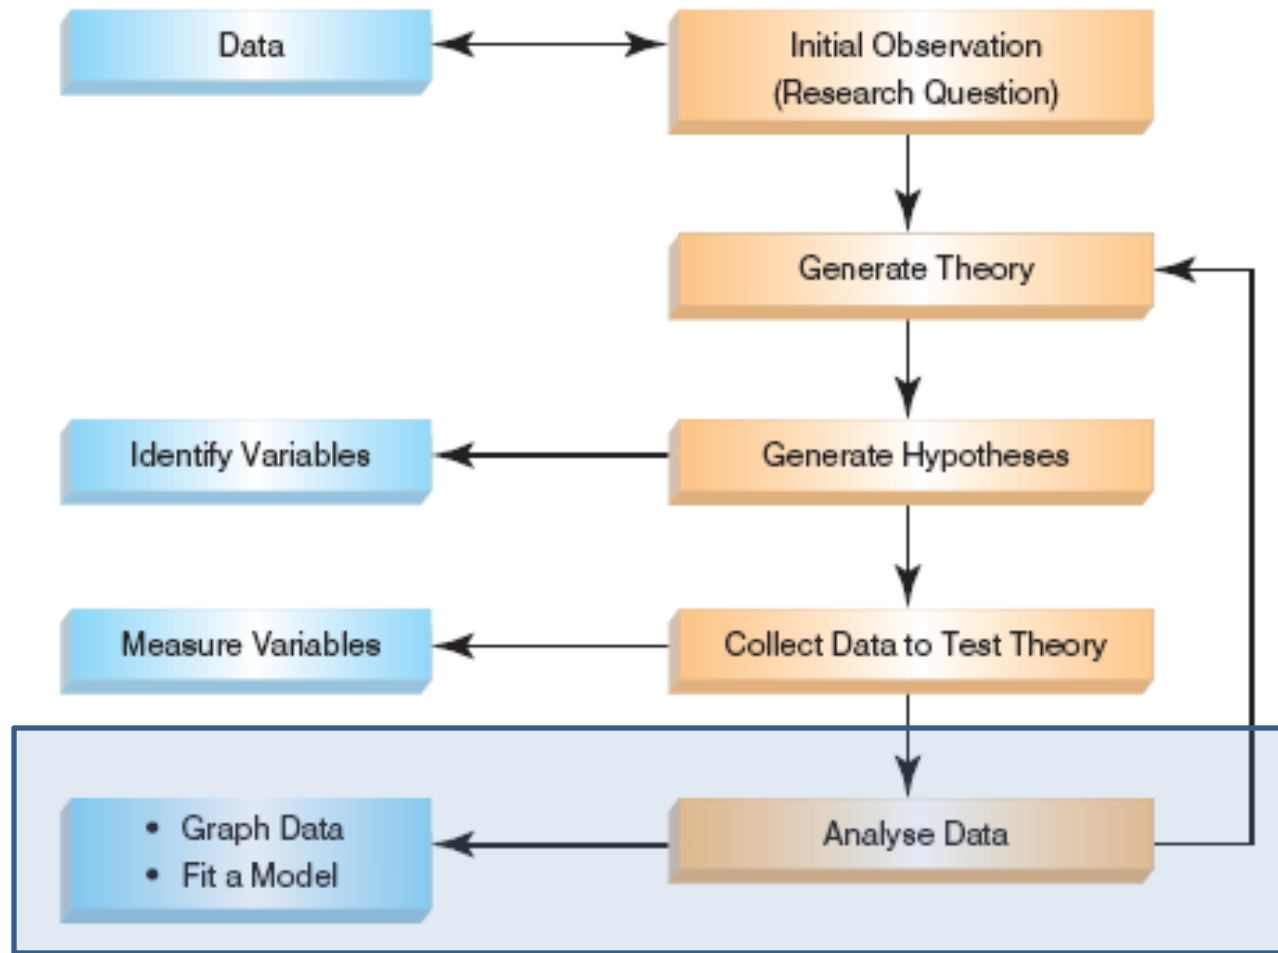 Data
Initial Observation
(Research Question)
Generate Theory
Identify Variables
Generate Hypotheses
Measure Variables
Collect Data to Test Theory
• Graph Data
• Fit a Model
Analyse Data